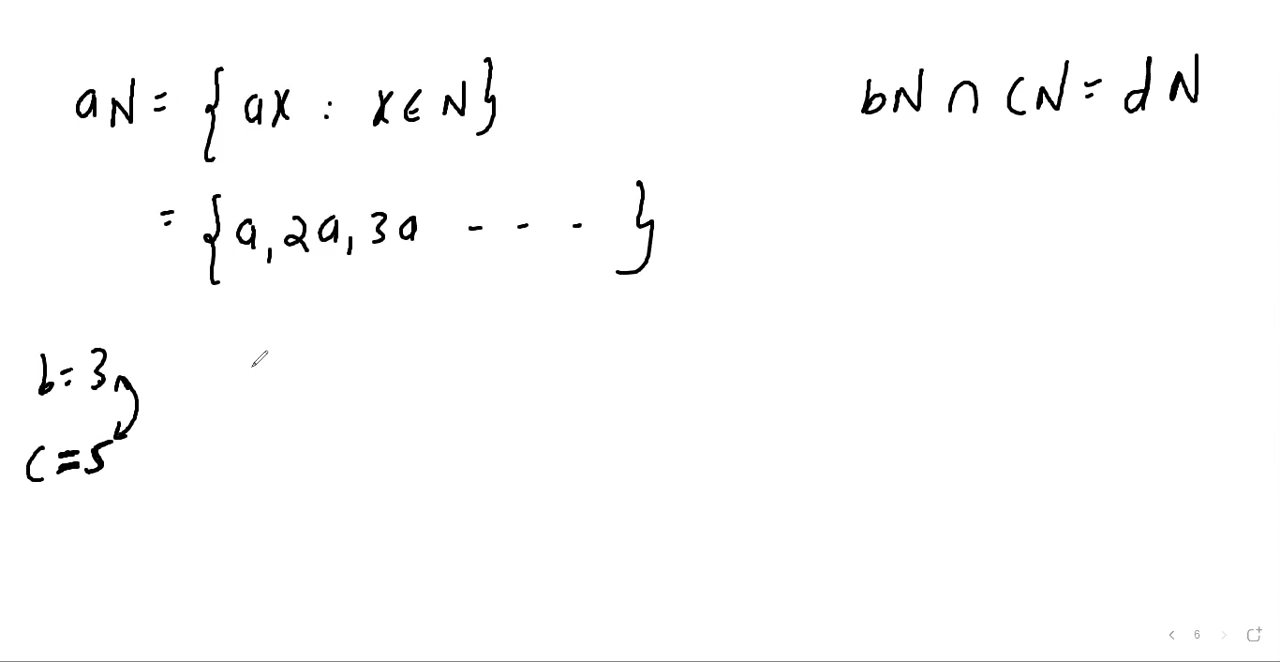 aN = { ax : x ∈ N }
bN ∩ cN = dN
= { a, 2a, 3a - - - }
b = 3
c = 5
6